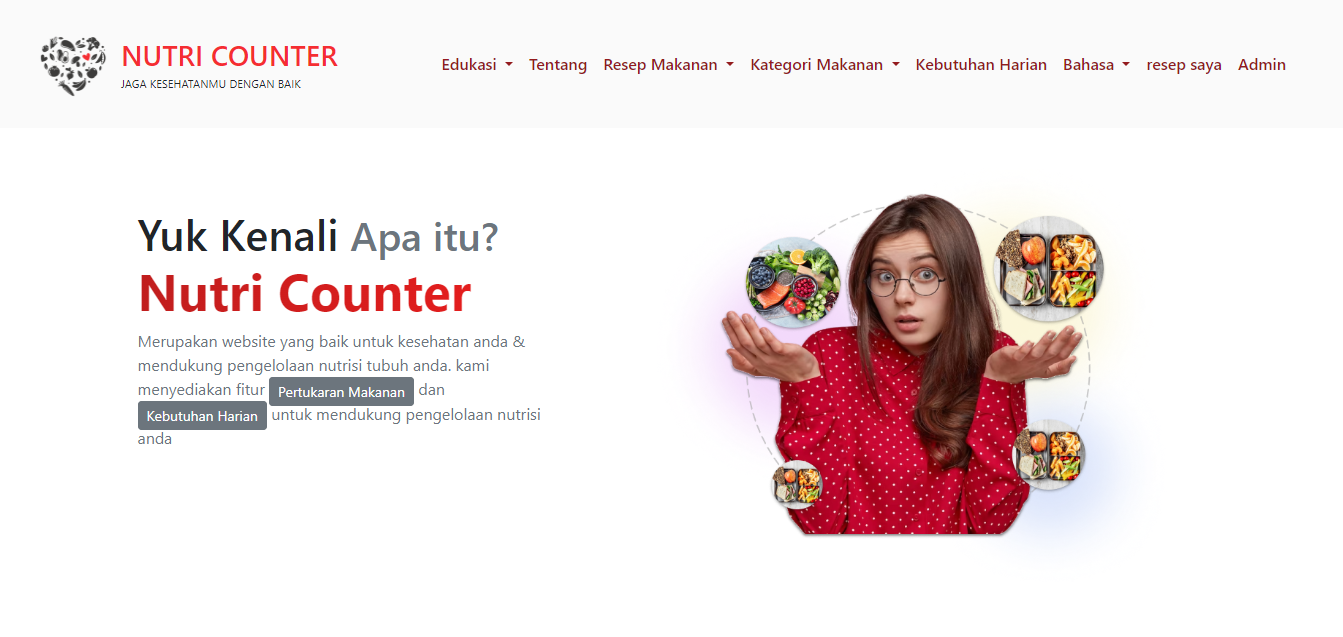 NUTRI COUNTER
JAGA KESEHATANMU DENGAN BAIK
Edukasi Tentang Resep Makanan Kategori Makanan Kebutuhan Harian Bahasa resep saya Admin
Yuk Kenali Apa itu?
Nutri Counter
Merupakan website yang baik untuk kesehatan anda &
mendukung pengelolaan nutrisi tubuh anda. kami
menyediakan fitur Pertukaran Makanan dan
Kebutuhan Harian untuk mendukung pengelolaan nutrisi
anda